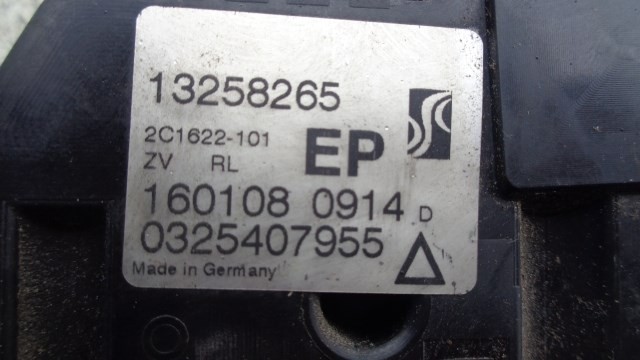 13258265
2C1622-101
ZV RL EP
160108 0914 D
0325407955
Made in Germany